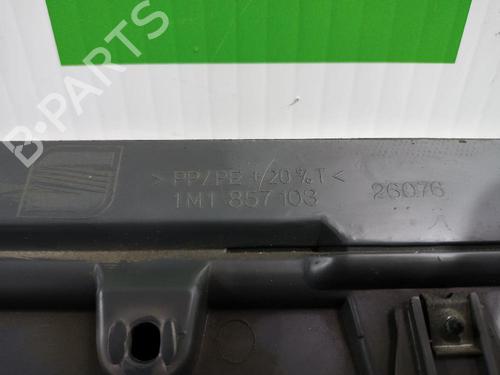 B-PARTS
> PP/PE + 20 % T <
1M1 857 103
26076